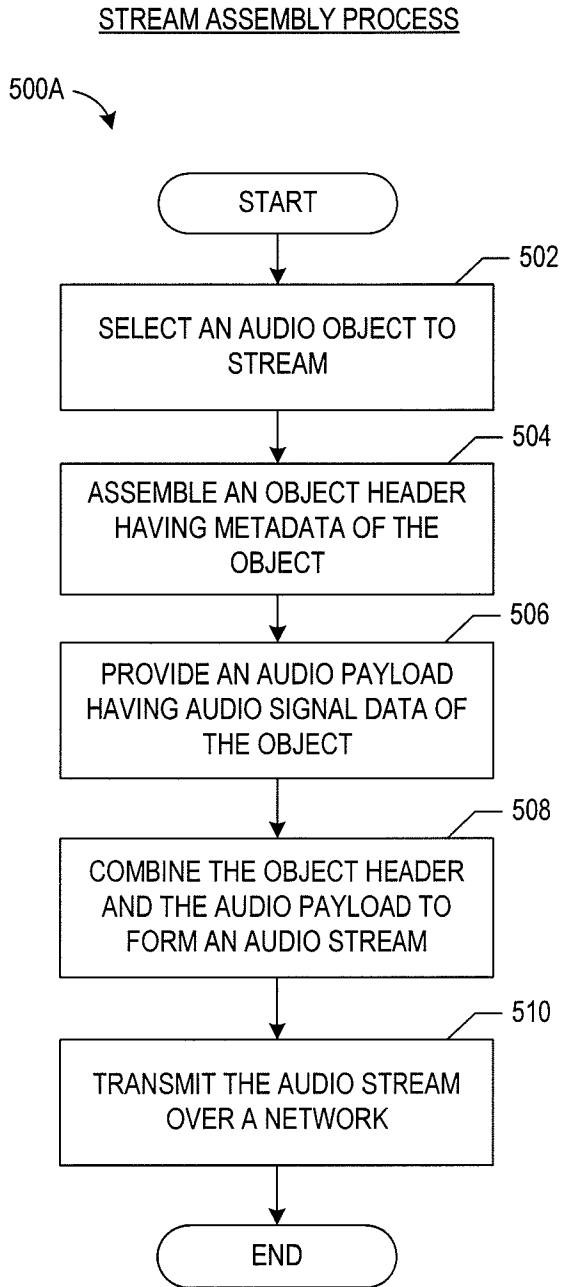 STREAM ASSEMBLY PROCESS
500A
START
502
SELECT AN AUDIO OBJECT TO
STREAM
504
ASSEMBLE AN OBJECT HEADER
HAVING METADATA OF THE
OBJECT
506
PROVIDE AN AUDIO PAYLOAD
HAVING AUDIO SIGNAL DATA OF
THE OBJECT
508
COMBINE THE OBJECT HEADER
AND THE AUDIO PAYLOAD TO
FORM AN AUDIO STREAM
510
TRANSMIT THE AUDIO STREAM
OVER A NETWORK
END